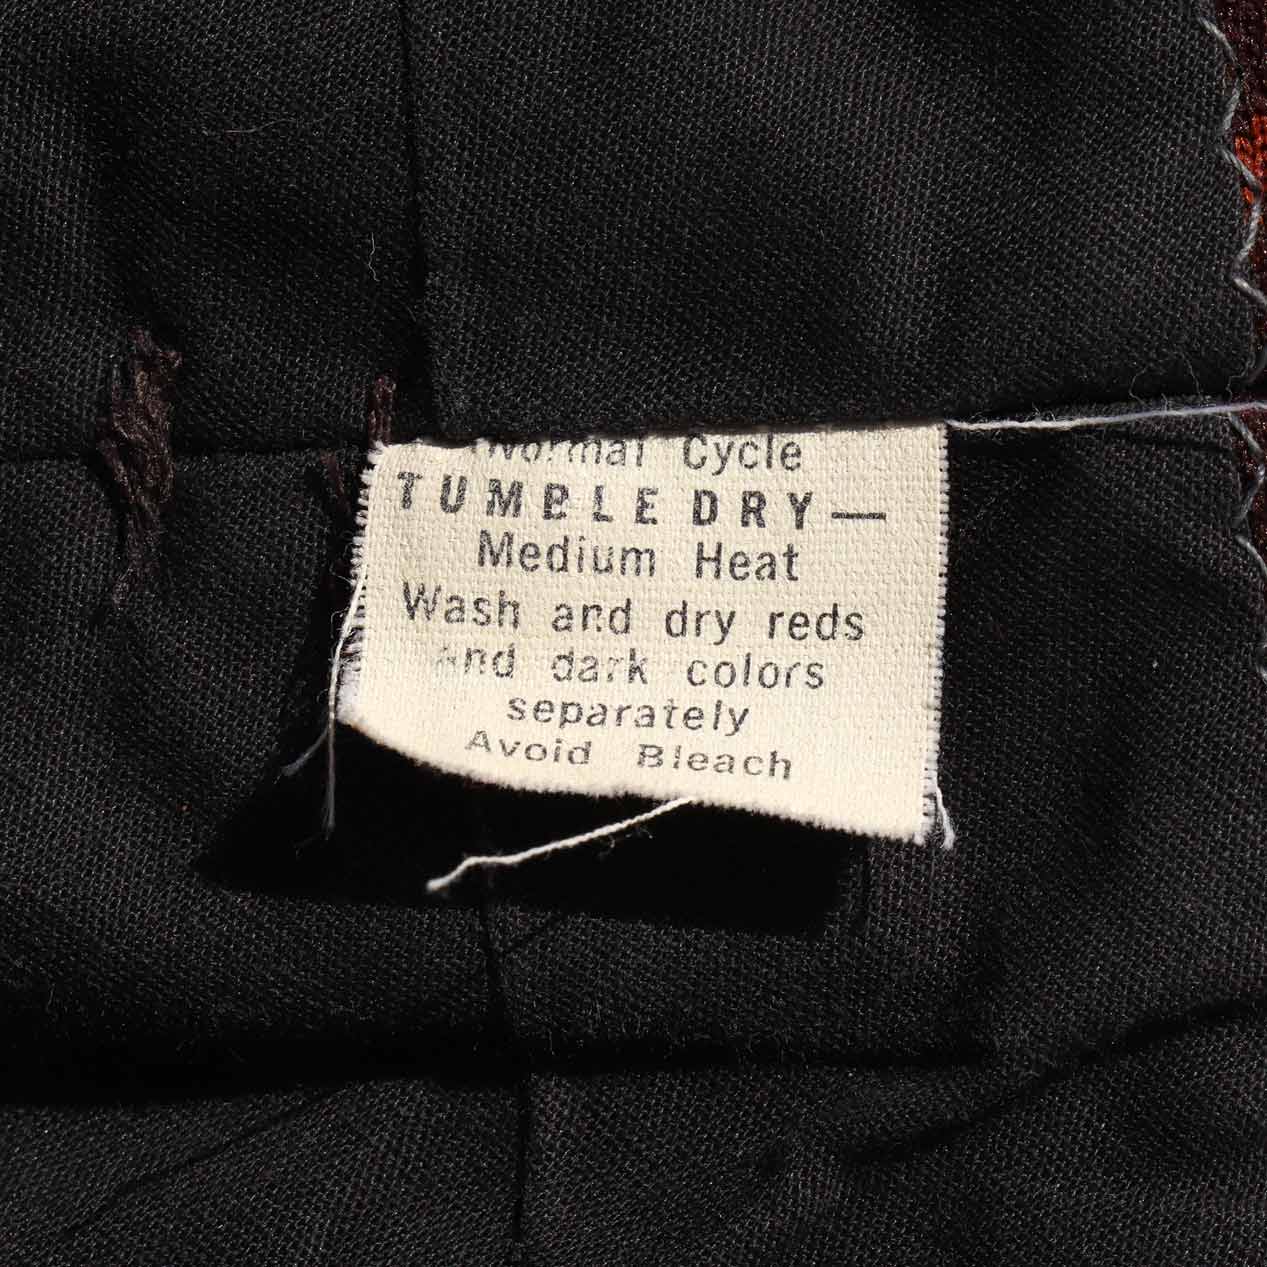 Normal Cycle
TUMBLE DRY—
Medium Heat
Wash and dry reds
and dark colors
separately
Avoid Bleach